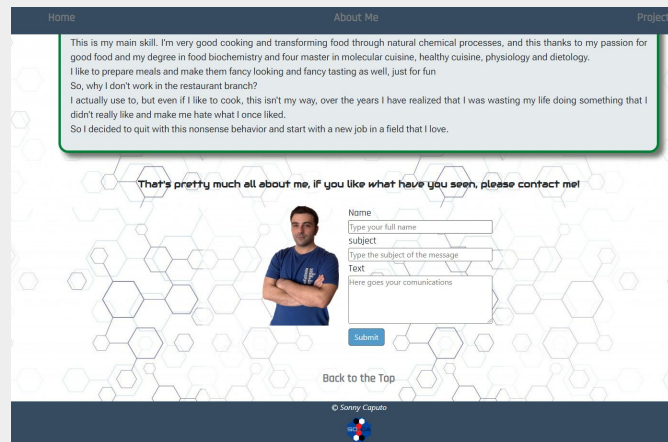 Home About Me Project
This is my main skill. I'm very good cooking and transforming food through natural chemical processes, and this thanks to my passion for
good food and my degree in food biochemistry and four master in molecular cuisine, healthy cuisine, physiology and dietology.
I like to prepare meals and make them fancy looking and fancy tasting as well, just for fun
So, why I don't work in the restaurant branch?
I actually use to, but even if I like to cook, this isn't my way, over the years I have realized that I was wasting my life doing something that I
didn't really like and make me hate what I once liked.
So I decided to quit with this nonsense behavior and start with a new job in a field that I love.
That's pretty much all about me, if you like what have you seen, please contact me!
Name
Type your full name
subject
Type the subject of the message
Text
Here goes your comunications
Submit
Back to the Top
© Sonny Caputo